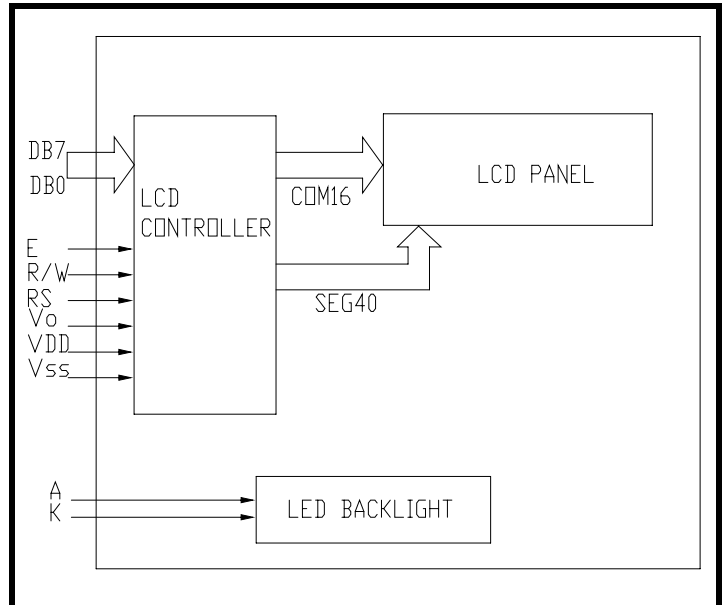 DB7
DB0
LCD
CONTROLLER
COM16
LCD PANEL
SEG40
E
R/W
RS
Vo
VDD
Vss
A
K
LED BACKLIGHT